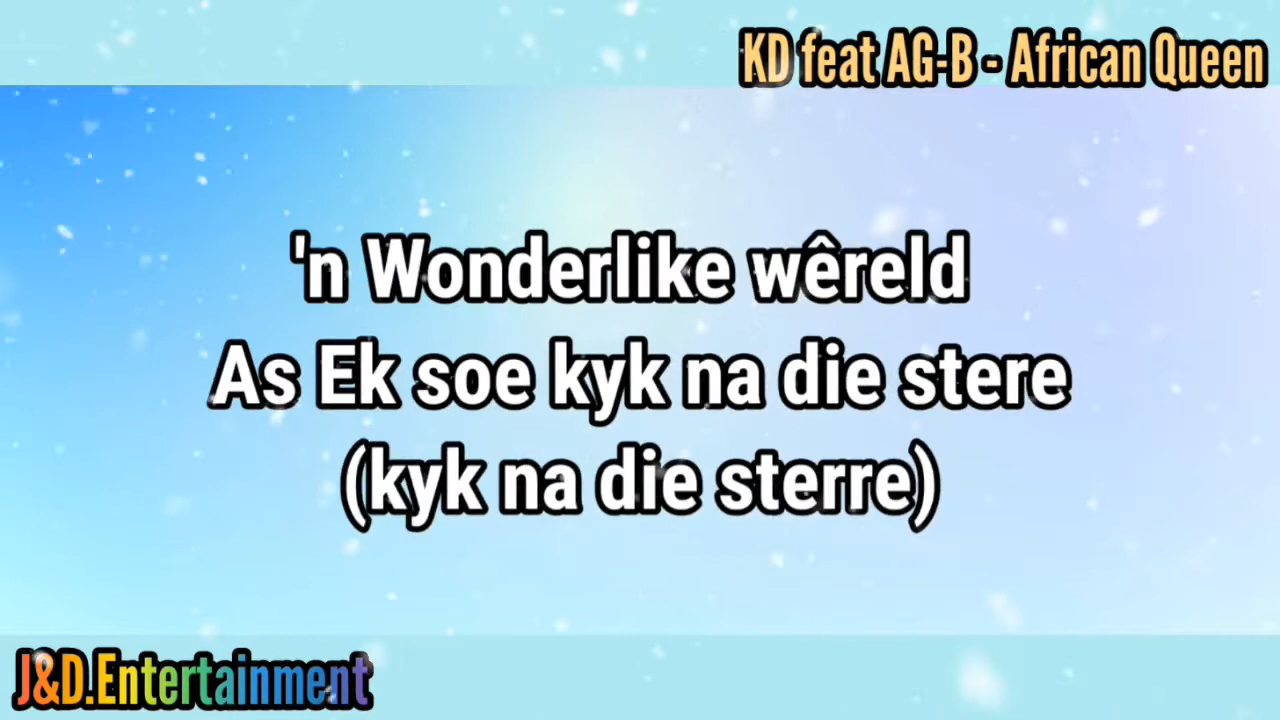 KD feat AG-B - African Queen
'n Wonderlike wêreld
As Ek soe kyk na die stere
(kyk na die sterre)
J&D.Entertainment